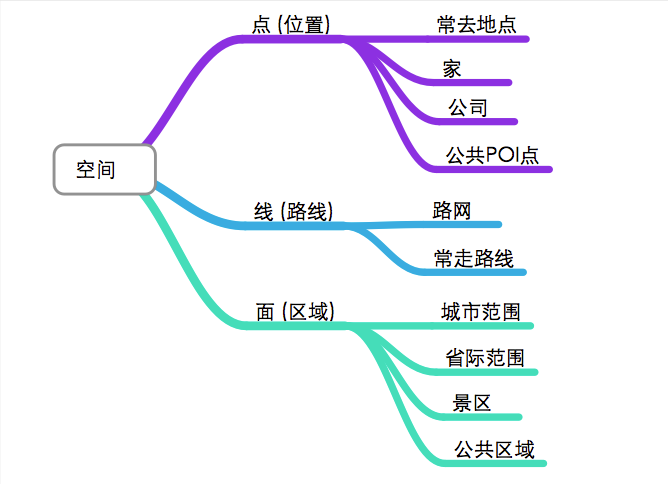 空间
点 (位置)
常去地点
家
公司
公共POI点
线 (路线)
路网
常走路线
面 (区域)
城市范围
省际范围
景区
公共区域